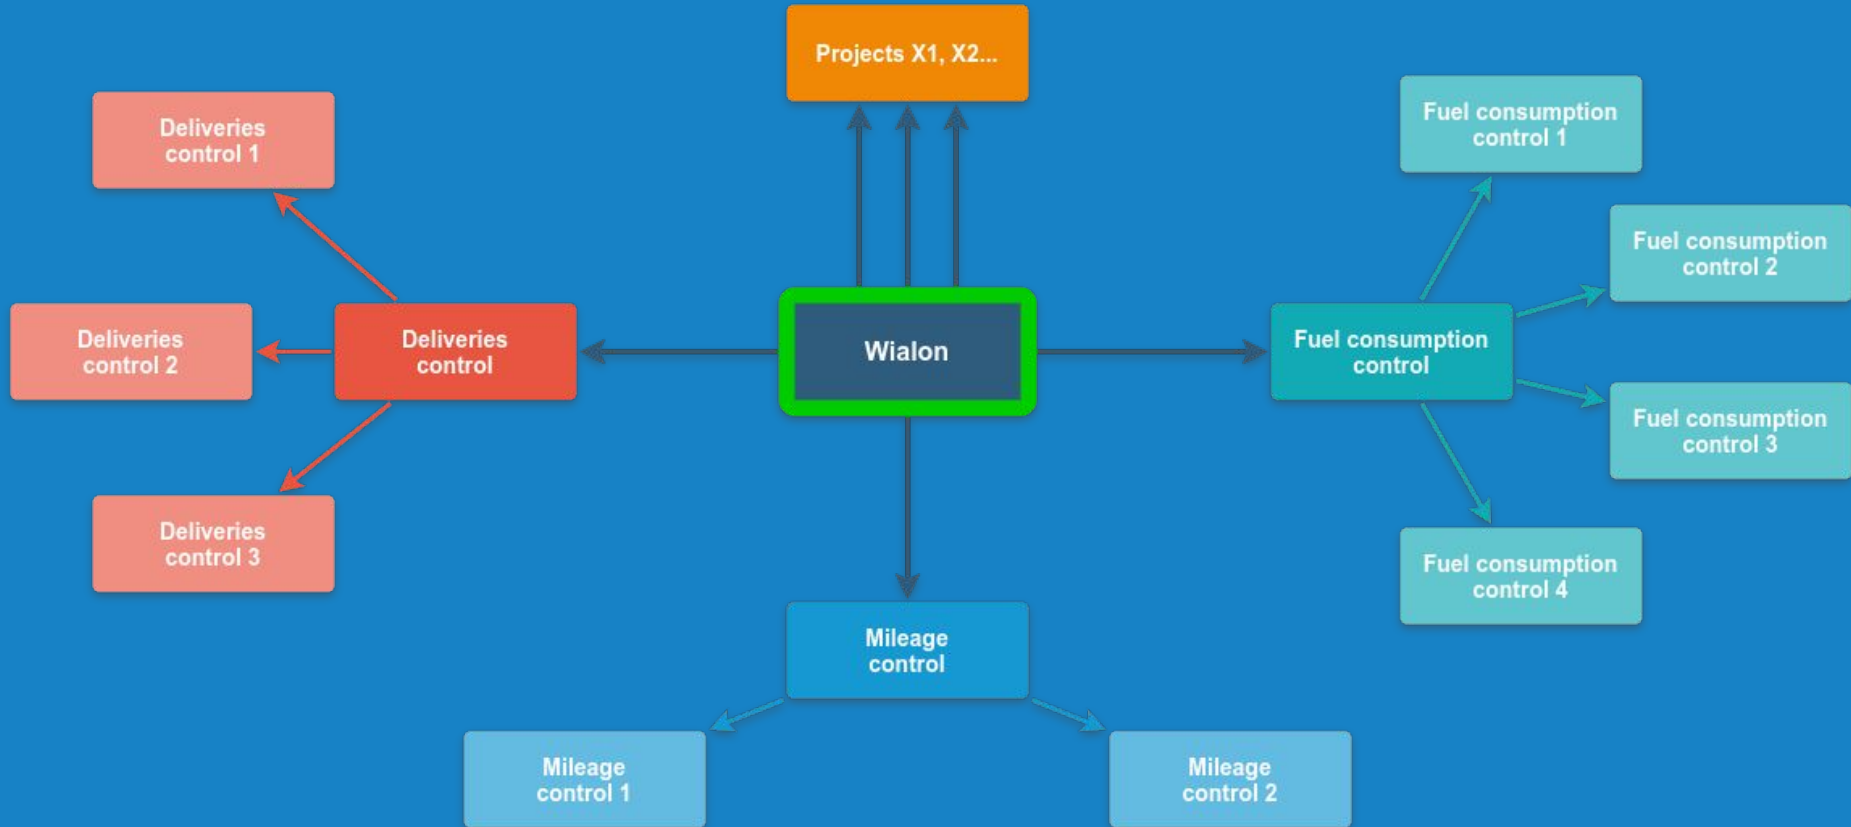 Projects X1, X2...
Deliveries
control 1
Fuel consumption
control 1
Fuel consumption
control 2
Deliveries
control 2
Deliveries
control
Wialon
Fuel consumption
control
Fuel consumption
control 3
Deliveries
control 3
Fuel consumption
control 4
Mileage
control
Mileage
control 1
Mileage
control 2